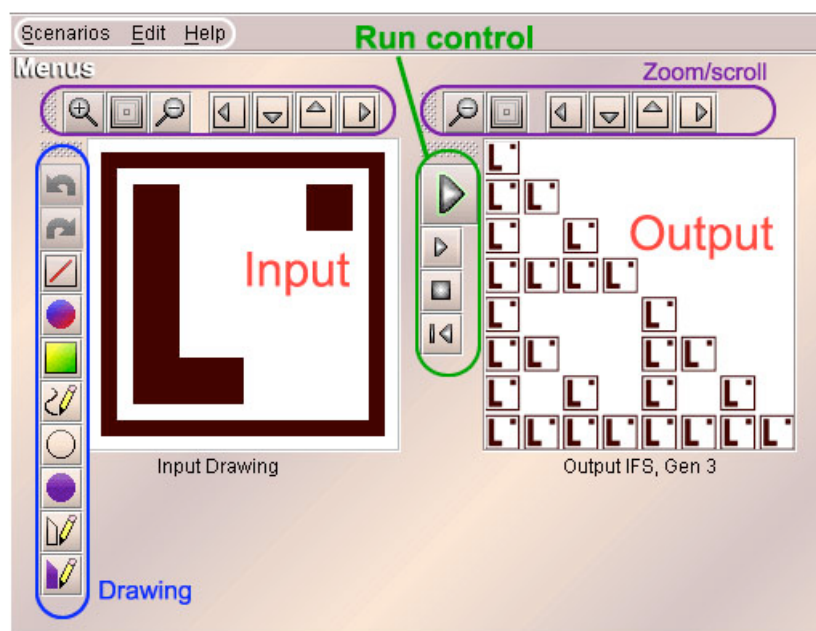 Scenarios Edit Help
Run control
Menus
Zoom/scroll
Input
Output
Input Drawing
Output IFS, Gen 3
Drawing